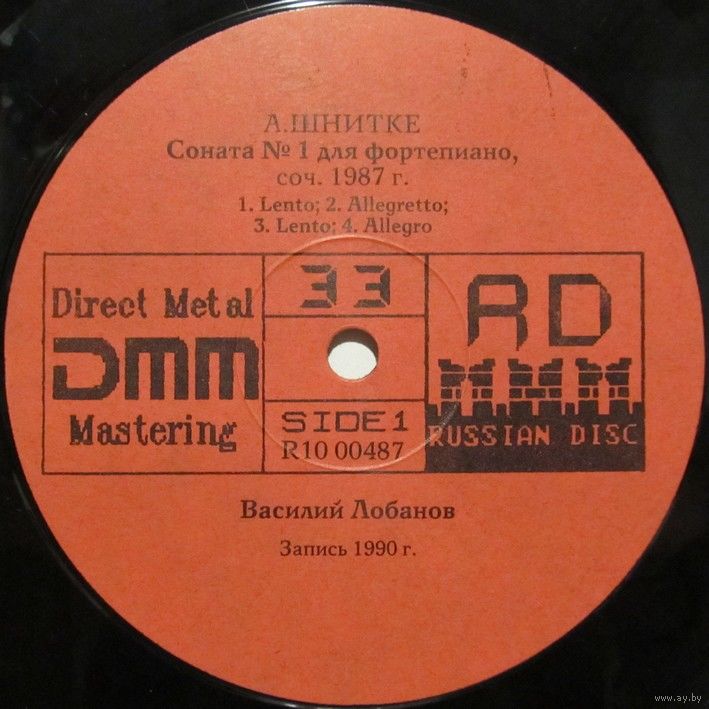 А.ШНИТКЕ
Соната № 1 для фортепиано,
соч. 1987 г.
1. Lento; 2. Allegretto;
3. Lento; 4. Allegro
Direct Metal
DMM
Mastering
33
SIDE 1
R10 00487
RD
RUSSIAN DISC
Василий Лобанов
Запись 1990 г.
www.ay.by